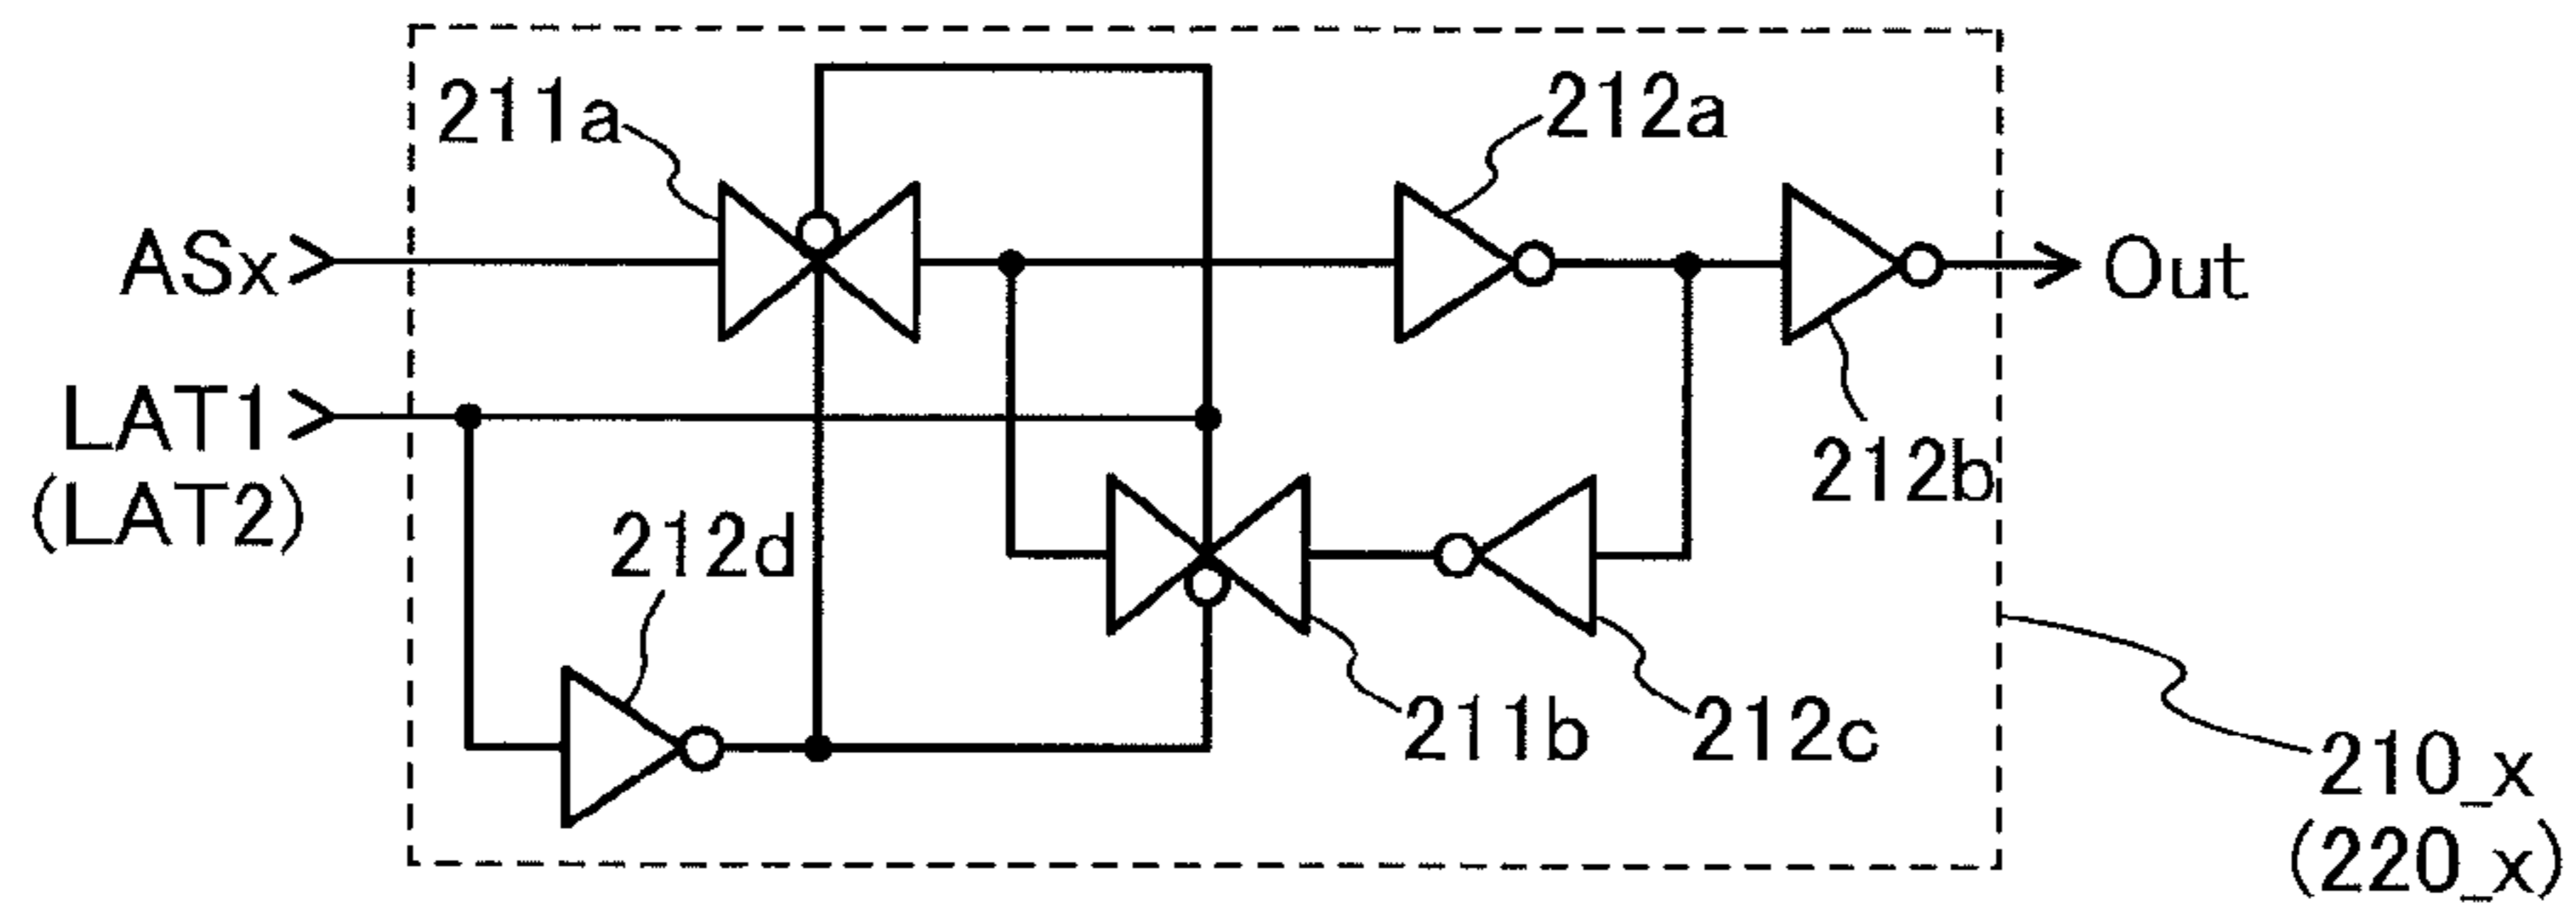 211a
212a
ASx
Out
LAT1
(LAT2)
212b
212d
211b
212c
210_x
(220_x)